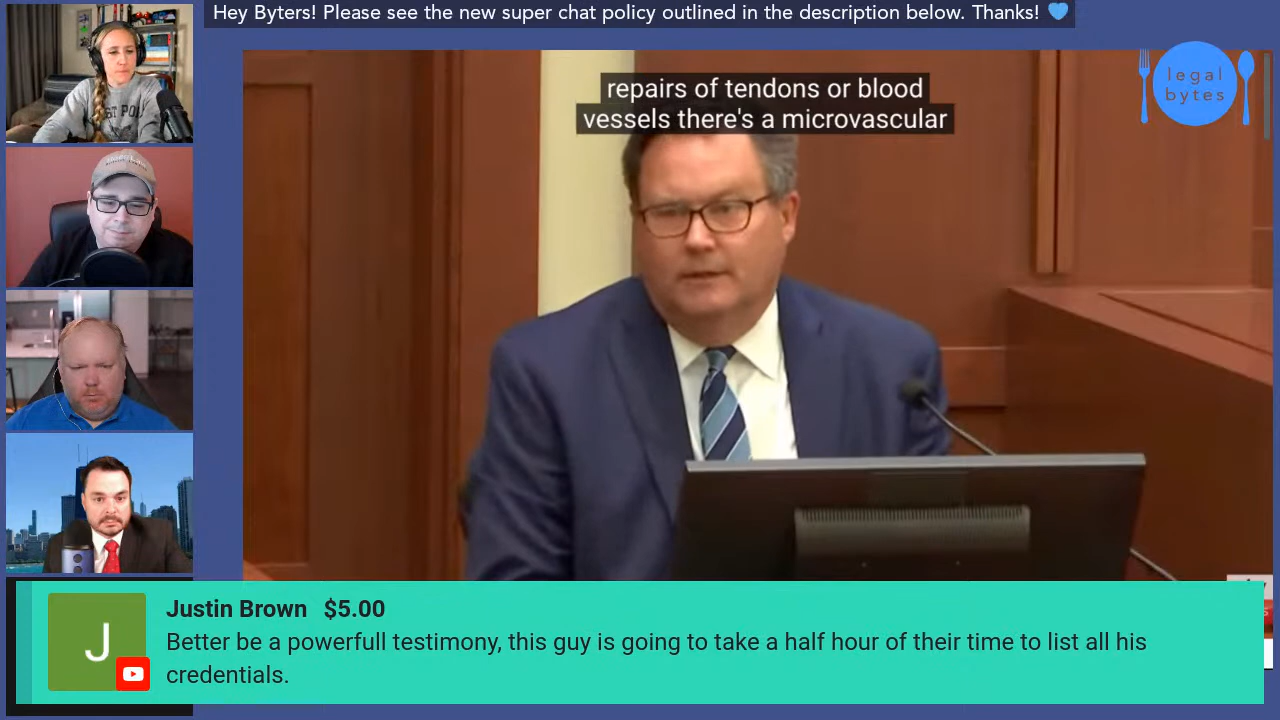 Hey Byters! Please see the new super chat policy outlined in the description below. Thanks! 💙
legal
bytes
repairs of tendons or blood
vessels there's a microvascular
J
Justin Brown $5.00
Better be a powerfull testimony, this guy is going to take a half hour of their time to list all his
credentials.